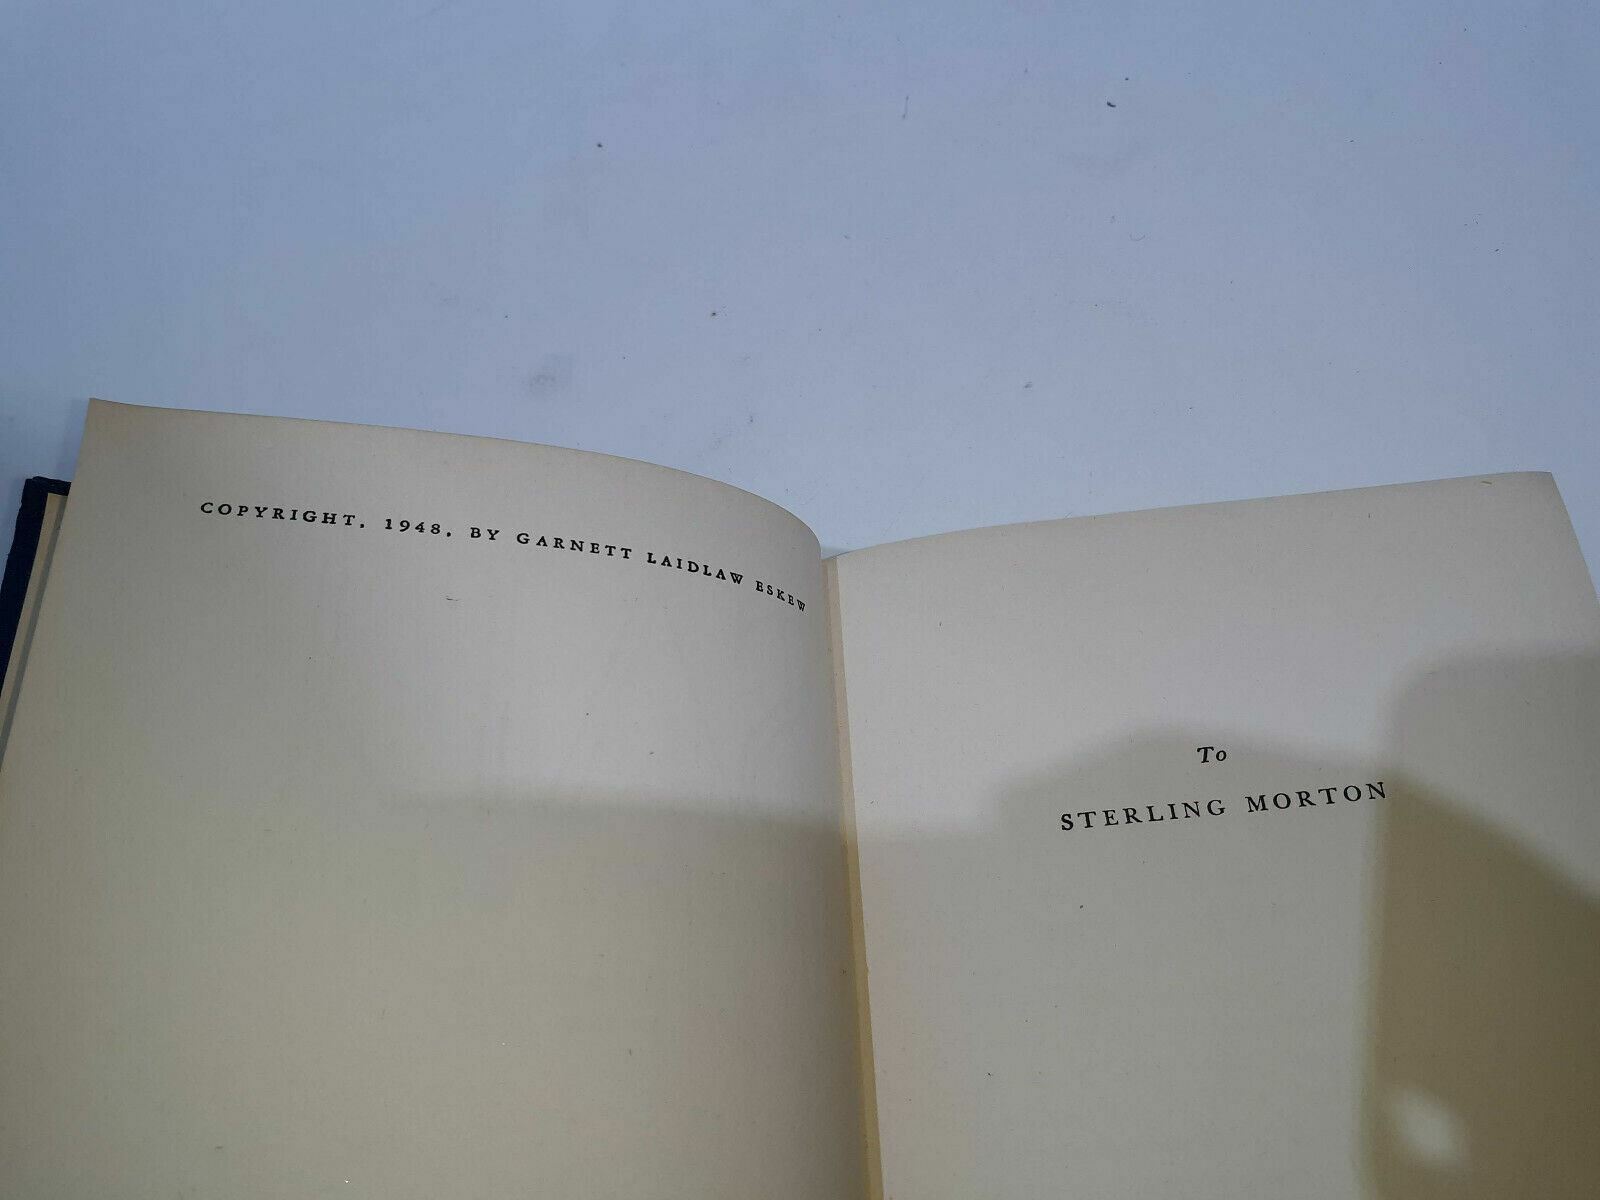 COPYRIGHT, 1948, BY GARNETT LAIDLAW ESKEW
To
STERLING MORTON